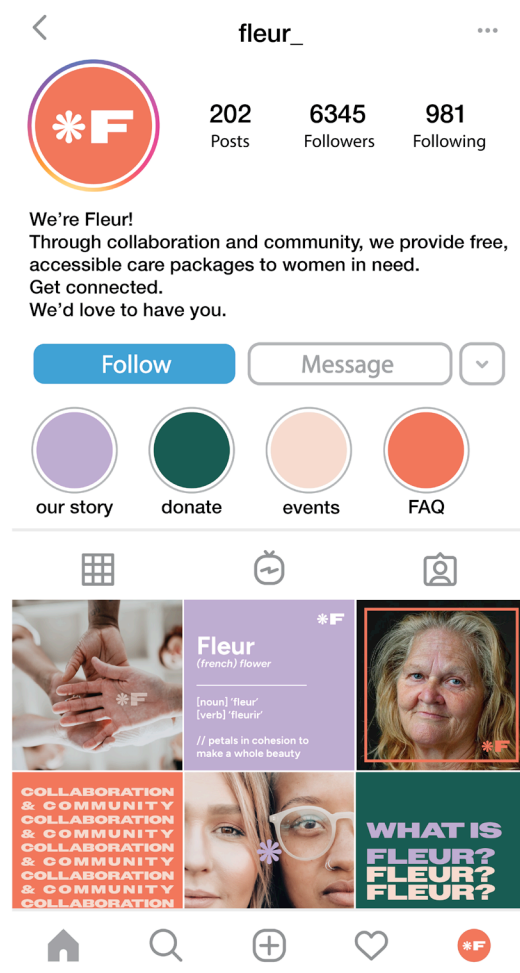 fleur_
*F
202 6345 981
Posts Followers Following
We're Fleur!
Through collaboration and community, we provide free,
accessible care packages to women in need.
Get connected.
We'd love to have you.
Follow Message
our story donate events FAQ
*F
*F
Fleur
(french) flower
[noun] 'fleur'
[verb] 'fleurir'
// petals in cohesion to
make a whole beauty
*F
COLLABORATION
& COMMUNITY
COLLABORATION
& COMMUNITY
COLLABORATION
& COMMUNITY
COLLABORATION
& COMMUNITY
COLLABORATION
WHAT IS
FLEUR?
FLEUR?
FLEUR?
*F